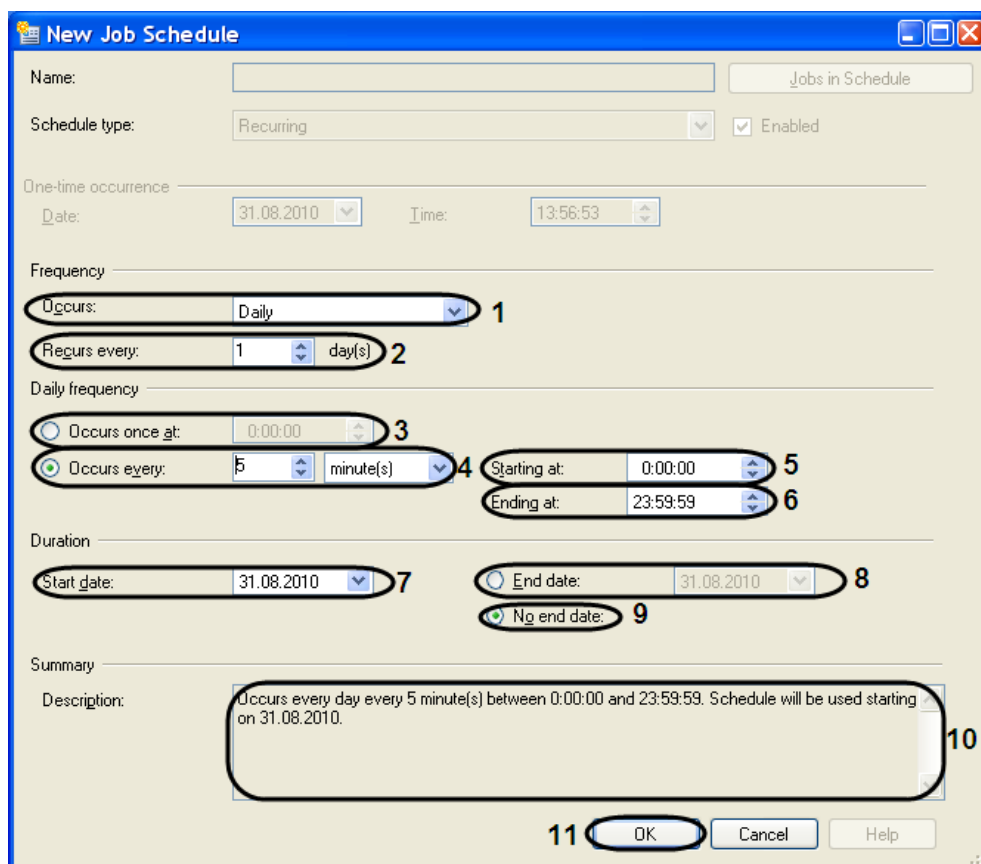 New Job Schedule
Name: Jobs in Schedule
Schedule type: Recurring Enabled
One-time occurrence
Date: 31.08.2010 Time: 13:56:53
Frequency
Occurs: Daily 1
Recurs every: 1 day(s) 2
Daily frequency
Occurs once at: 0:00:00 3
Occurs every: 5 minute(s) 4 Starting at: 0:00:00 5
Ending at: 23:59:59 6
Duration
Start date: 31.08.2010 7 End date: 31.08.2010 8
No end date: 9
Summary
Description: Occurs every day every 5 minute(s) between 0:00:00 and 23:59:59. Schedule will be used starting
on 31.08.2010.
10
11 OK Cancel Help